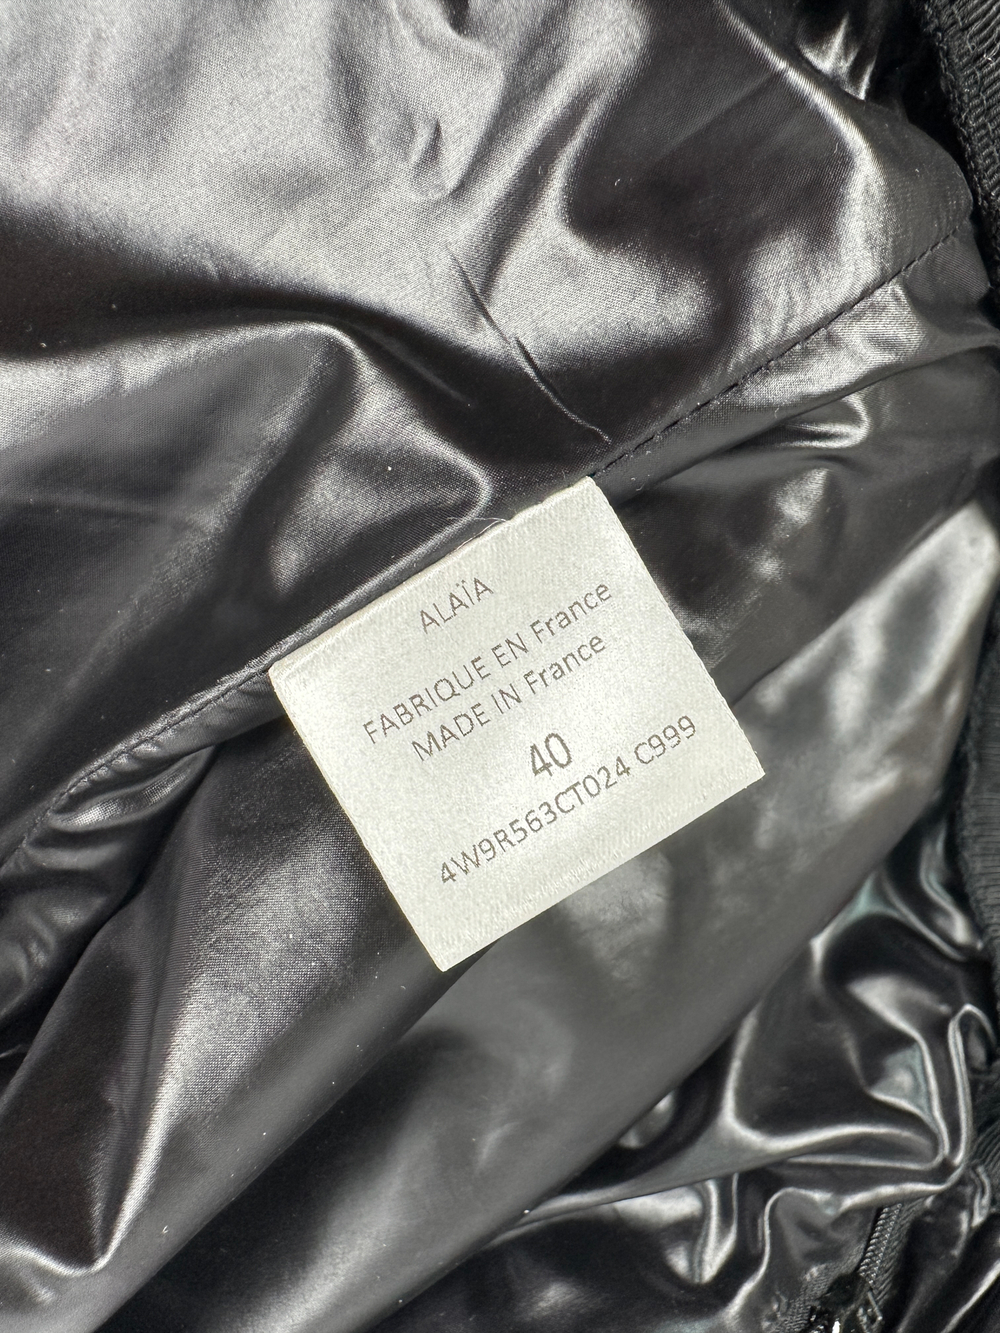 ALAÏA
FABRIQUE EN France
MADE IN France
40
4W9R563CT024 C999